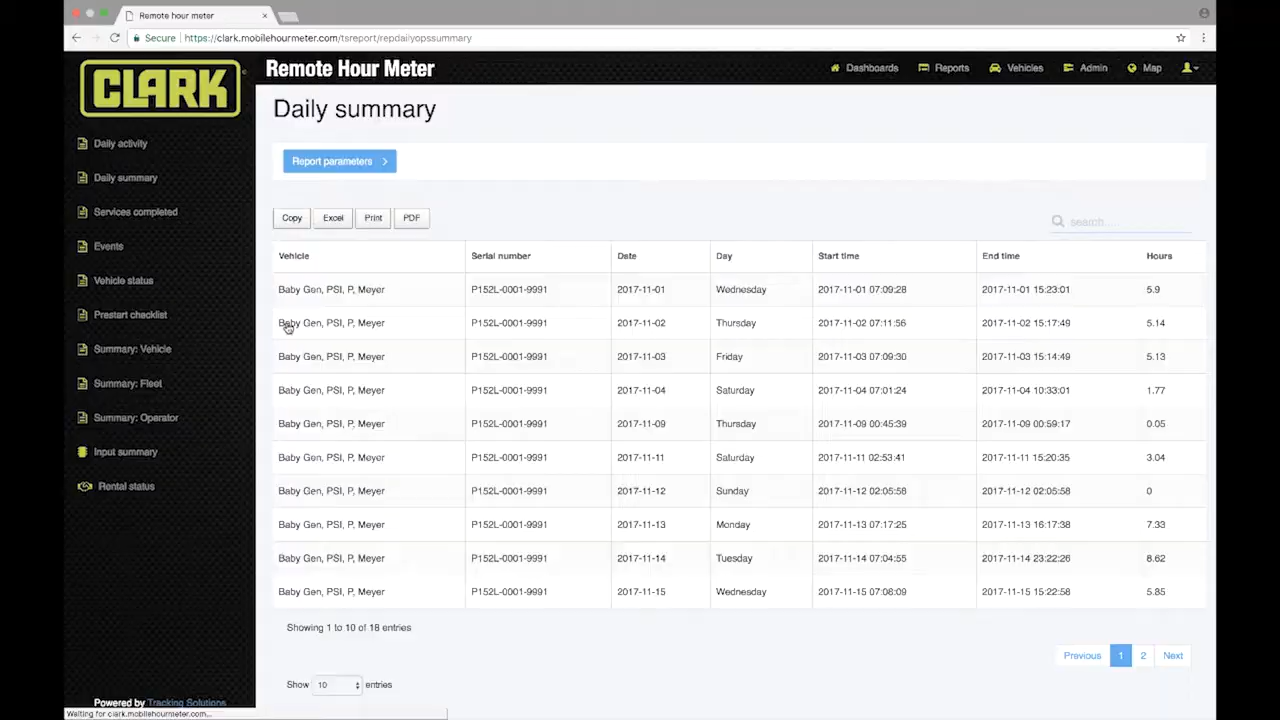 Remote hour meter
Secure https://clark.mobilehourmeter.com/tsreport/repdailyopssummary
CLARK
Remote Hour Meter
Dashboards Reports Vehicles Admin Map
Daily activity
Daily summary
Services completed
Events
Vehicle status
Prestart checklist
Summary: Vehicle
Summary: Fleet
Summary: Operator
Input summary
Rental status
Powered by Tracking Solutions
Daily summary
Report parameters
Copy Excel Print PDF
search...
Vehicle Serial number Date Day Start time End time Hours
Baby Gen, PSI, P, Meyer P152L-0001-9991 2017-11-01 Wednesday 2017-11-01 07:09:28 2017-11-01 15:23:01 5.9
Baby Gen, PSI, P, Meyer P152L-0001-9991 2017-11-02 Thursday 2017-11-02 07:11:56 2017-11-02 15:17:49 5.14
Baby Gen, PSI, P, Meyer P152L-0001-9991 2017-11-03 Friday 2017-11-03 07:09:30 2017-11-03 15:14:49 5.13
Baby Gen, PSI, P, Meyer P152L-0001-9991 2017-11-04 Saturday 2017-11-04 07:01:24 2017-11-04 10:33:01 1.77
Baby Gen, PSI, P, Meyer P152L-0001-9991 2017-11-09 Thursday 2017-11-09 00:45:39 2017-11-09 00:59:17 0.05
Baby Gen, PSI, P, Meyer P152L-0001-9991 2017-11-11 Saturday 2017-11-11 02:53:41 2017-11-11 15:20:35 3.04
Baby Gen, PSI, P, Meyer P152L-0001-9991 2017-11-12 Sunday 2017-11-12 02:05:58 2017-11-12 02:05:58 0
Baby Gen, PSI, P, Meyer P152L-0001-9991 2017-11-13 Monday 2017-11-13 07:17:25 2017-11-13 16:17:38 7.33
Baby Gen, PSI, P, Meyer P152L-0001-9991 2017-11-14 Tuesday 2017-11-14 07:04:55 2017-11-14 23:22:26 8.62
Baby Gen, PSI, P, Meyer P152L-0001-9991 2017-11-15 Wednesday 2017-11-15 07:08:09 2017-11-15 15:22:58 5.85
Showing 1 to 10 of 18 entries
Previous 1 2 Next
Show 10 entries
Waiting for clark.mobilehourmeter.com...